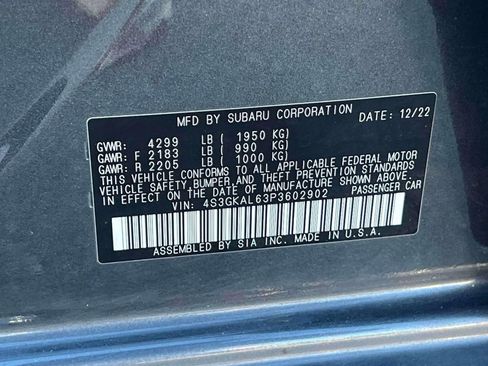 MFD BY SUBARU CORPORATION DATE: 12/22
GVWR: 4299 LB ( 1950 KG)
GAWR: F 2183 LB ( 990 KG)
GAWR: R 2205 LB ( 1000 KG)
THIS VEHICLE CONFORMS TO ALL APPLICABLE FEDERAL MOTOR
VEHICLE SAFETY, BUMPER, AND THEFT PREVENTION STANDARDS
IN EFFECT ON THE DATE OF MANUFACTURE SHOWN ABOVE.
VIN: 4S3GKAL63P3602902 PASSENGER CAR
ASSEMBLED BY SIA INC. MADE IN U.S.A.